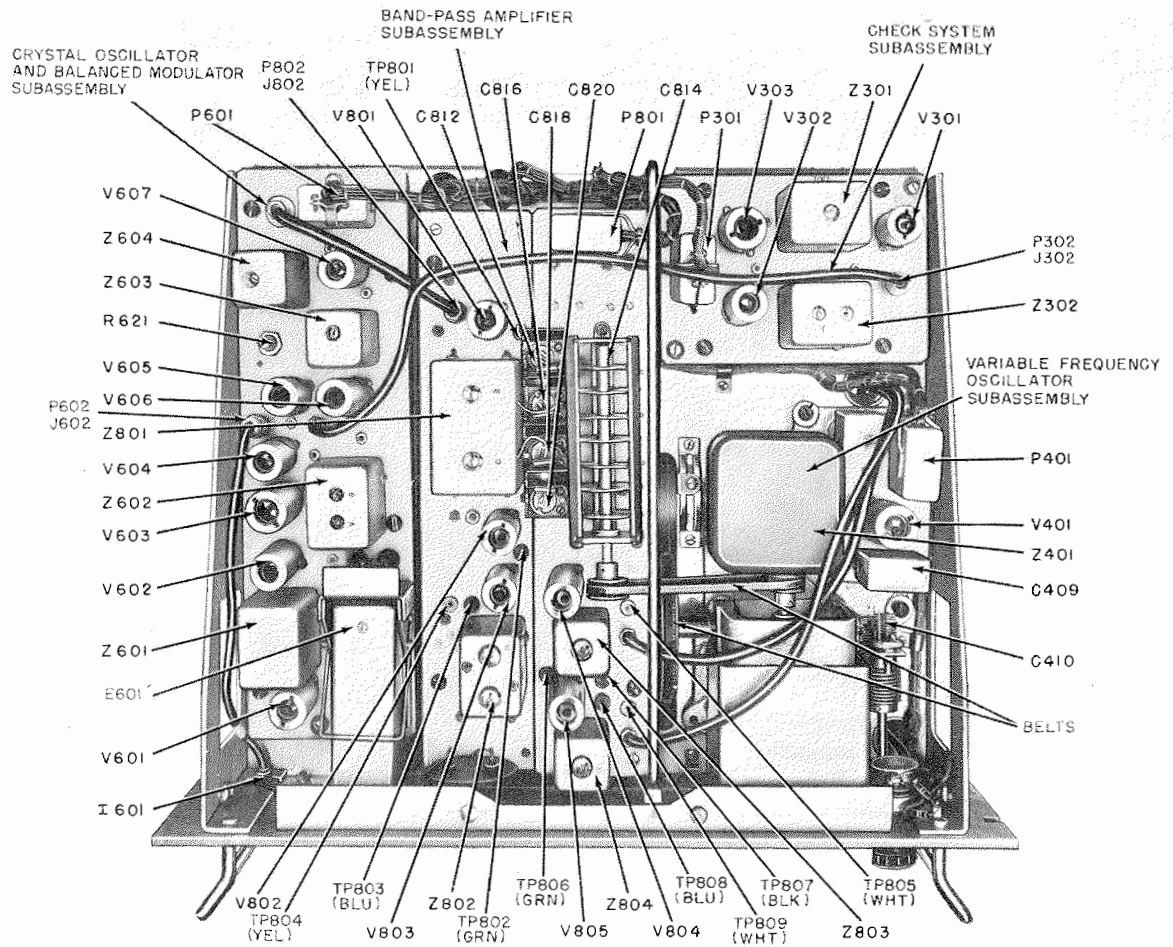 BAND-PASS AMPLIFIER
SUBASSEMBLY
CHECK SYSTEM
SUBASSEMBLY
CRYSTAL OSCILLATOR
AND BALANCED MODULATOR
SUBASSEMBLY
P802
J802
TP801
(YEL)
C816
C820
C814
V303
Z301
P601
V801
C812
C818
P801
P301
V302
V301
V607
Z604
Z603
R621
V605
V606
P602
J602
Z801
V604
Z602
V603
V602
Z601
E601
V601
I601
P302
J302
Z302
VARIABLE FREQUENCY
OSCILLATOR
SUBASSEMBLY
P401
V401
Z401
C409
C410
BELTS
V802
TP804
(YEL)
TP803
(BLU)
V803
Z802
TP802
(GRN)
TP806
(GRN)
V805
Z804
V804
TP808
(BLU)
TP809
(WHT)
TP807
(BLK)
Z803
TP805
(WHT)